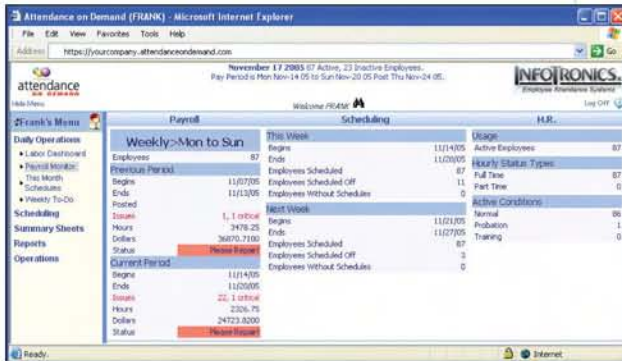 Attendance on Demand (FRANK) - Microsoft Internet Explorer
File Edit View Favorites Tools Help
Address https://yourcompany.attendanceondemand.com Go
November 17 2005 87 Active, 23 Inactive Employees.
Pay Period is Mon Nov-14 05 to Sun Nov-20 05 Post Thu Nov-24 05.
attendance
ON DEMAND
INFOTRONICS.
Employee Attendance Systems
Hide Menu
Welcome FRANK
Log Off
Frank's Menu
Daily Operations
Labor Dashboard
Payroll Monitor
This Month
Schedules
Weekly To-Do
Scheduling
Summary Sheets
Reports
Operations
Payroll
Weekly>Mon to Sun
Employees 87
Previous Period
Begins 11/07/05
Ends 11/13/05
Posted
Issues 1, 1 critical
Hours 3478.25
Dollars 36870.7100
Status Please Repair!
Current Period
Begins 11/14/05
Ends 11/20/05
Issues 22, 1 critical
Hours 2326.75
Dollars 24723.8200
Status Please Repair!
Scheduling
This Week
Begins 11/14/05
Ends 11/20/05
Employees Scheduled 87
Employees Scheduled Off 11
Employees Without Schedules 0
Next Week
Begins 11/21/05
Ends 11/27/05
Employees Scheduled 87
Employees Scheduled Off 3
Employees Without Schedules 0
H.R.
Usage
Active Employees 87
Hourly Status Types
Full Time 87
Part Time 0
Active Conditions
Normal 86
Probation 1
Training 0
Ready.
Internet